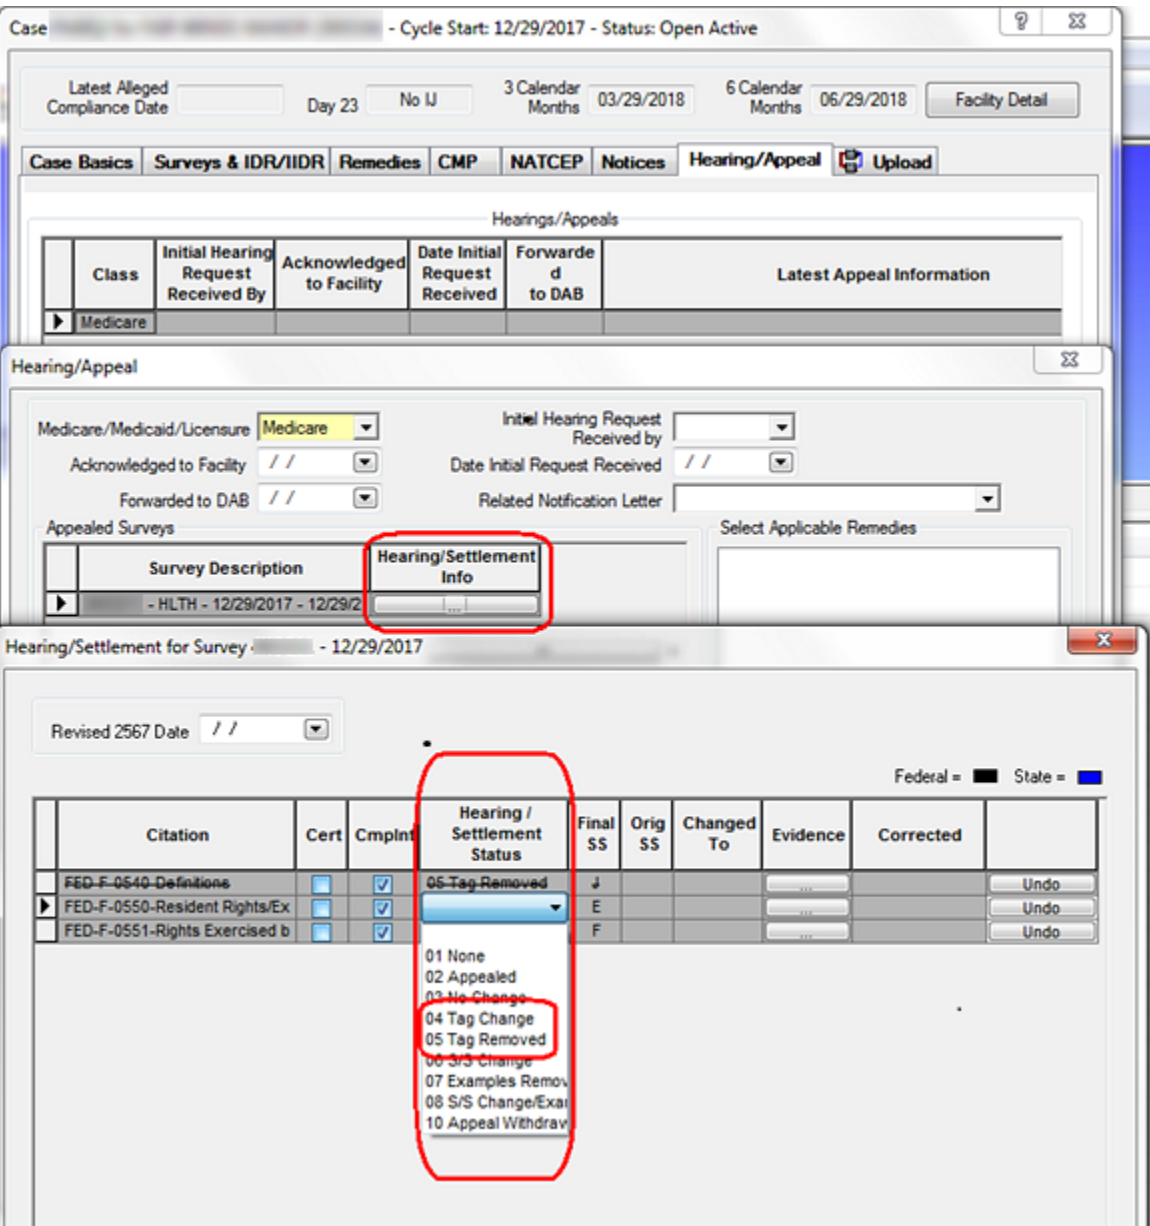 Case - Cycle Start: 12/29/2017 - Status: Open Active
Latest Alleged Compliance Date Day 23 No IJ 3 Calendar Months 03/29/2018 6 Calendar Months 06/29/2018 Facility Detail
Case Basics Surveys & IDR/IIDR Remedies CMP NATCEP Notices Hearing/Appeal Upload
Hearings/Appeals
Class Initial Hearing Request Received By Acknowledged to Facility Date Initial Request Received Forwarde d to DAB Latest Appeal Information
Medicare
Hearing/Appeal
Medicare/Medicaid/Licensure Medicare Initial Hearing Request Received by
Acknowledged to Facility / / Date Initial Request Received / /
Forwarded to DAB / / Related Notification Letter
Appealed Surveys Select Applicable Remedies
Survey Description Hearing/Settlement Info
- HLTH - 12/29/2017 - 12/29/2 ...
Hearing/Settlement for Survey - 12/29/2017
Revised 2567 Date / /
Federal = State =
Citation Cert Cmplnt Hearing / Settlement Status Final SS Orig SS Changed To Evidence Corrected
FED-F-0540-Definitions 05 Tag Removed J ... Undo
FED-F-0550-Resident Rights/Ex E ... Undo
FED-F-0551-Rights Exercised b F ... Undo
01 None
02 Appealed
03 No Change
04 Tag Change
05 Tag Removed
06 S/S Change
07 Examples Remov
08 S/S Change/Exa
10 Appeal Withdraw